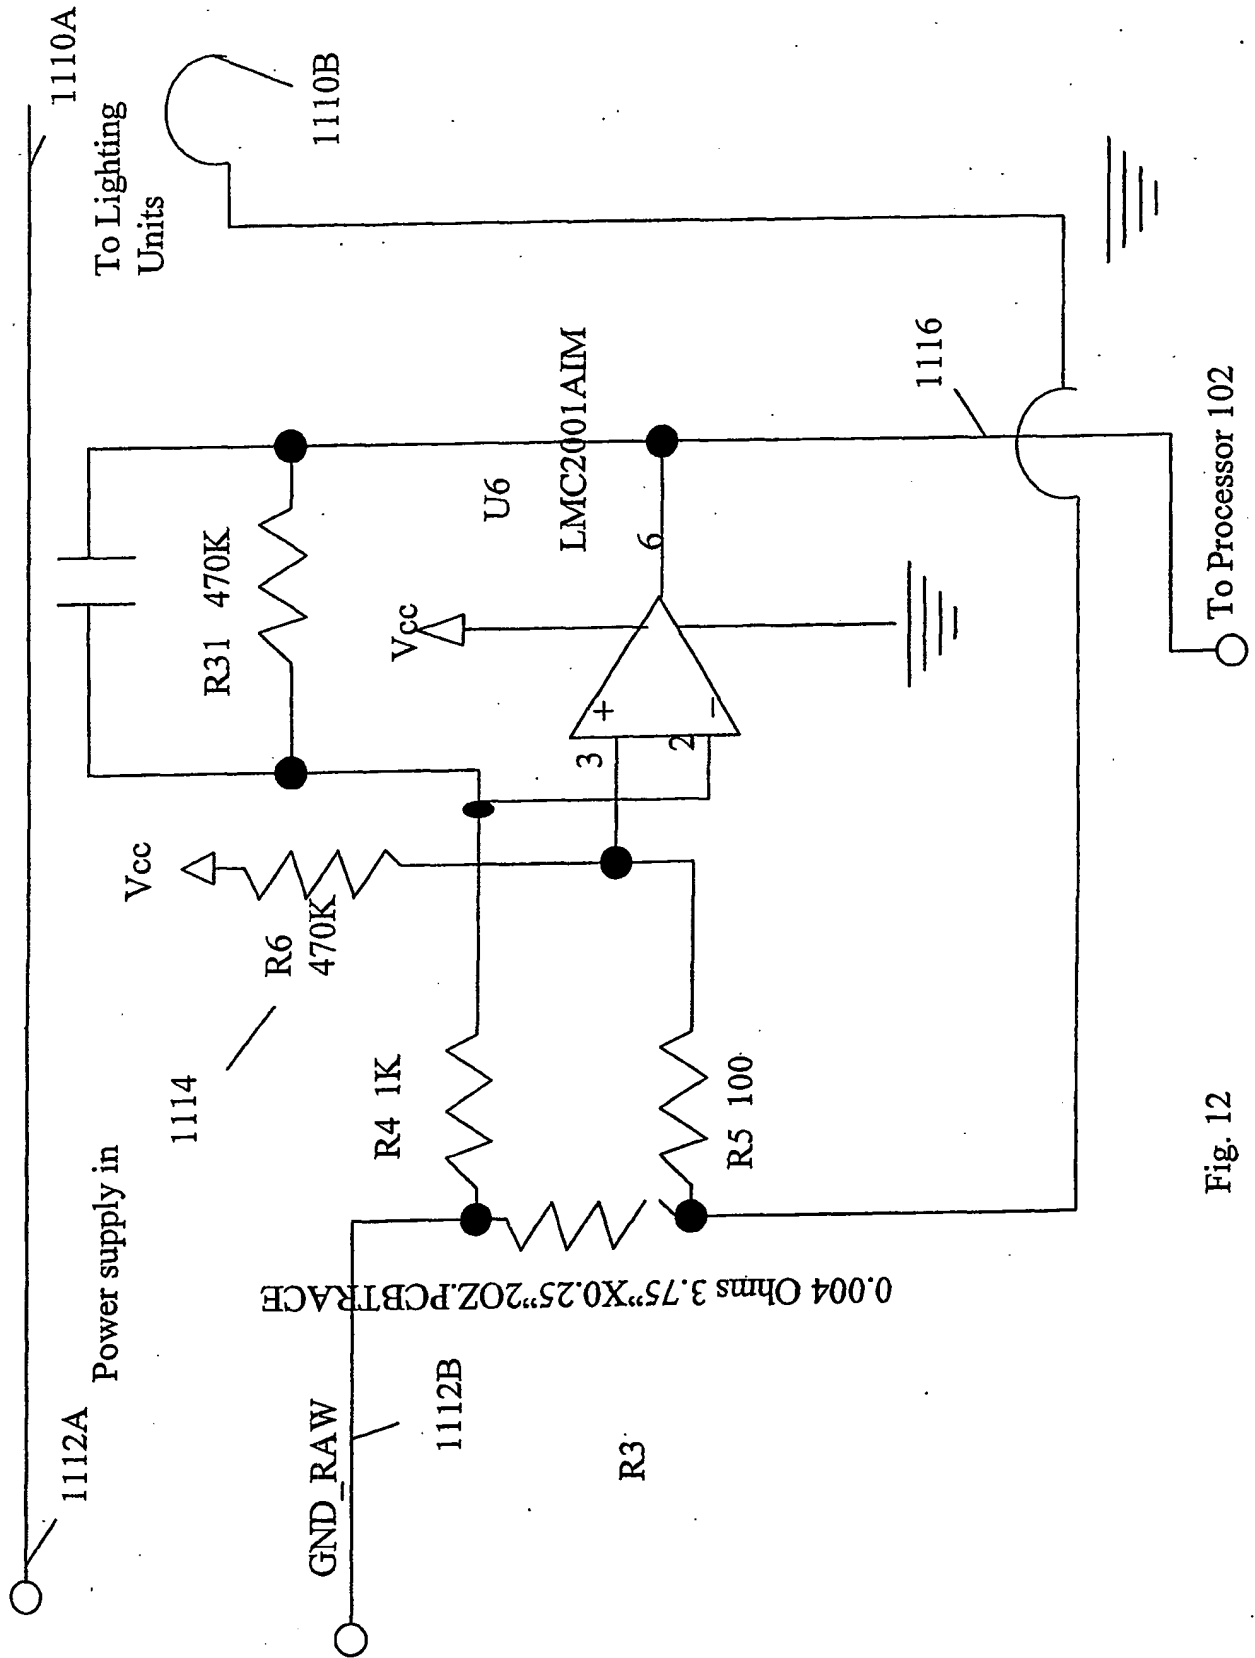 1112A
Power supply in
1110A
To Lighting
Units
1110B
GND_RAW
1112B
R3
0.004 Ohms 3.75"X0.25"2OZ.PCBTRACE
1114
R6
470K
Vcc
R31 470K
R4 1K
R5 100
Vcc
U6
LMC2001AIM
3
+
2
−
6
1116
To Processor 102
Fig. 12